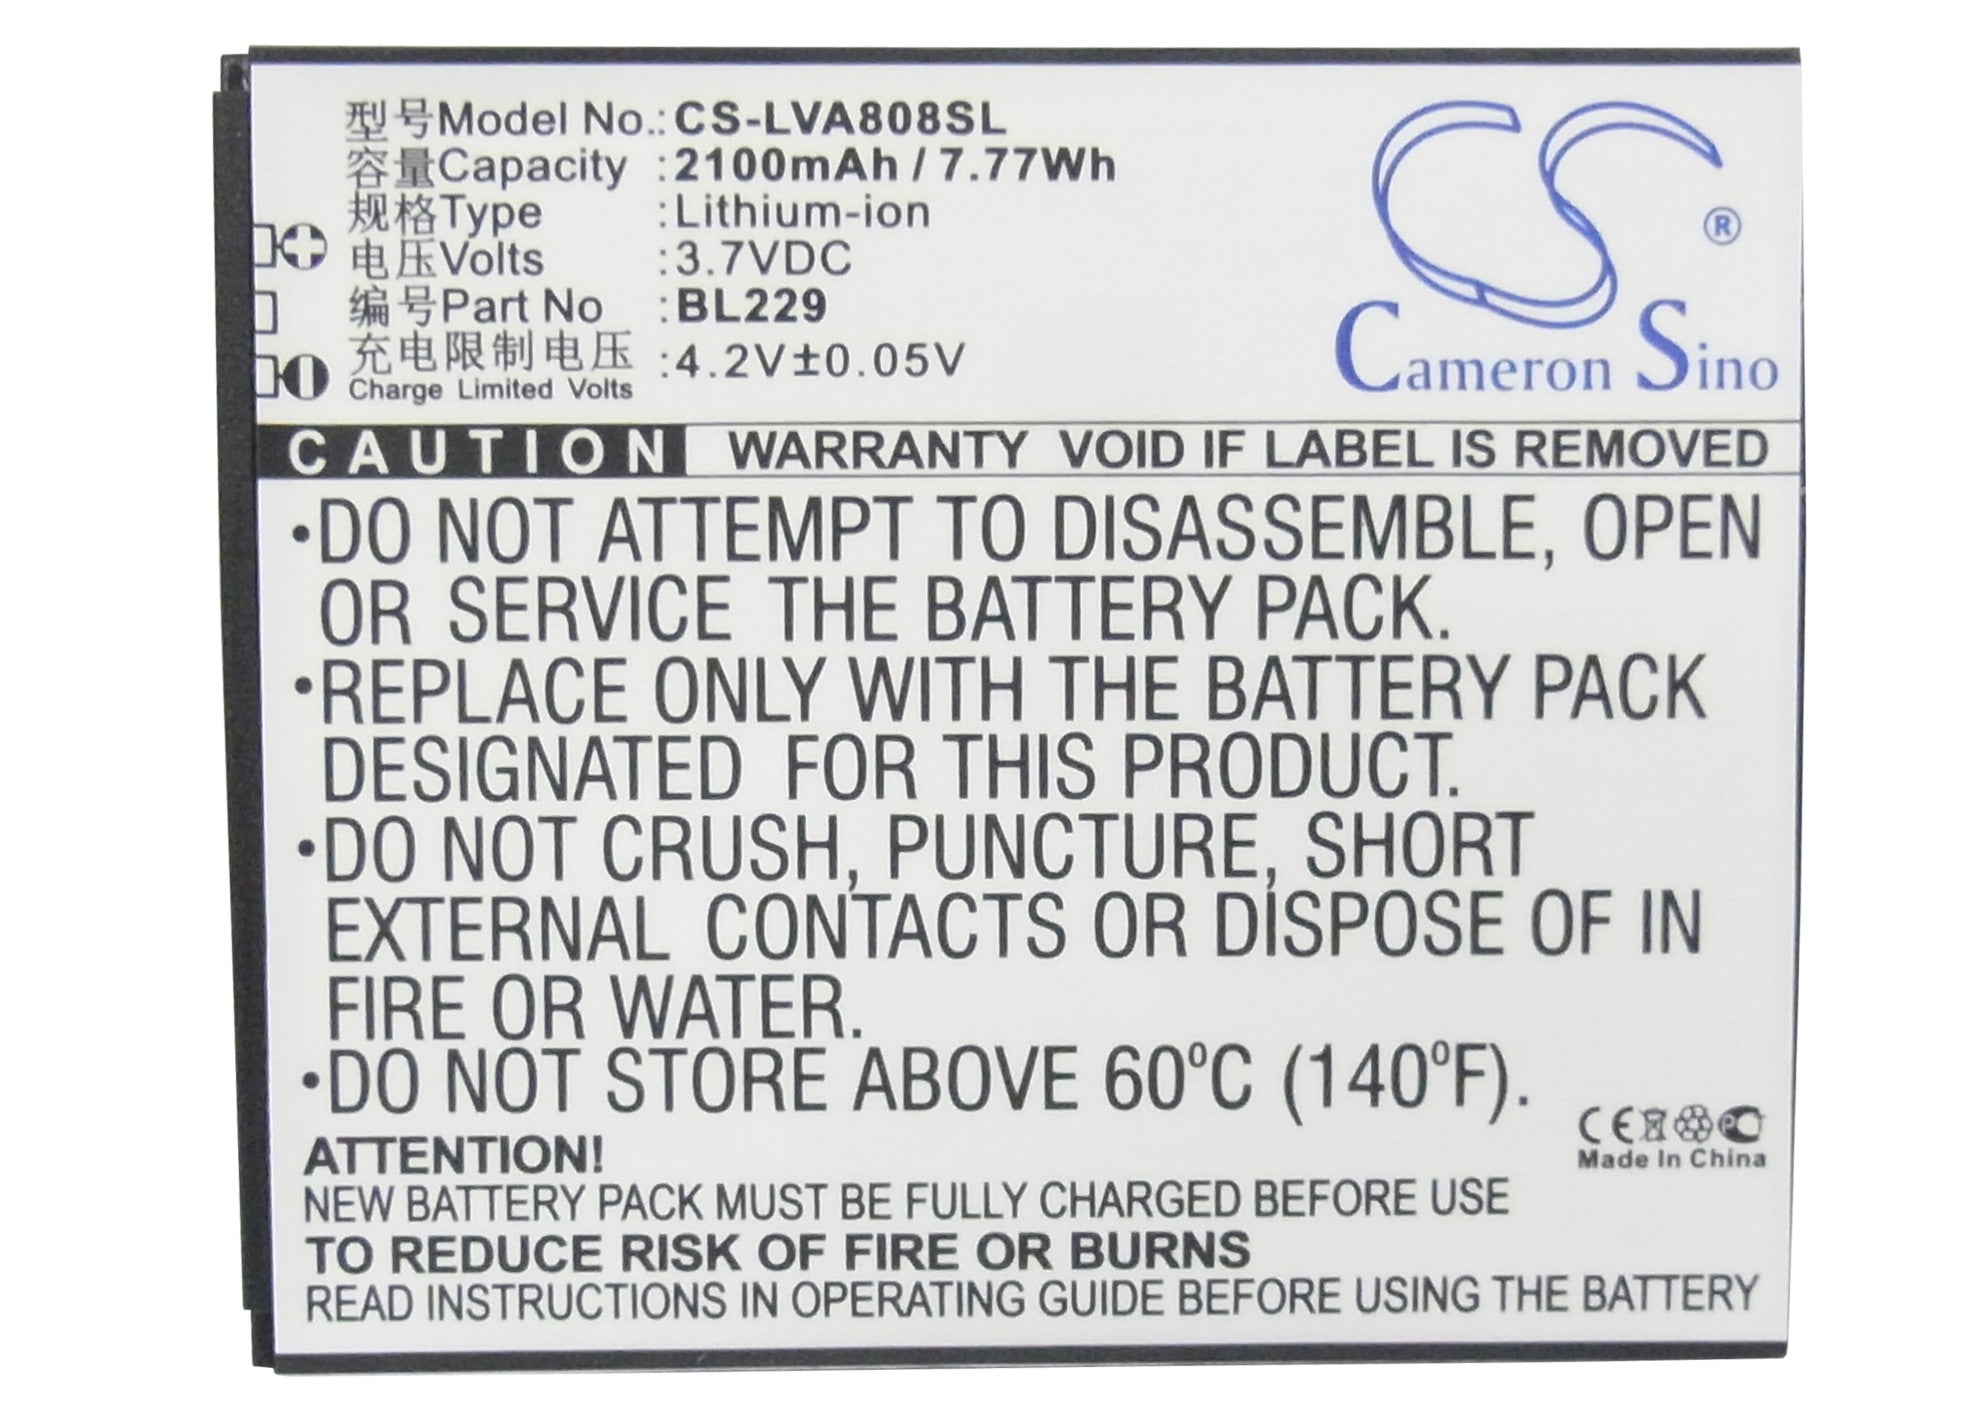 型号Model No.: CS-LVA808SL
容量Capacity : 2100mAh / 7.77Wh
规格Type : Lithium-ion
电压Volts : 3.7VDC
编号Part No : BL229
充电限制电压 : 4.2V±0.05V
Charge Limited Volts
CS ®
Cameron Sino
CAUTION WARRANTY VOID IF LABEL IS REMOVED
•DO NOT ATTEMPT TO DISASSEMBLE, OPEN
OR SERVICE THE BATTERY PACK.
•REPLACE ONLY WITH THE BATTERY PACK
DESIGNATED FOR THIS PRODUCT.
•DO NOT CRUSH, PUNCTURE, SHORT
EXTERNAL CONTACTS OR DISPOSE OF IN
FIRE OR WATER.
•DO NOT STORE ABOVE 60ºC (140ºF).
CE PC
Made In China
ATTENTION!
NEW BATTERY PACK MUST BE FULLY CHARGED BEFORE USE
TO REDUCE RISK OF FIRE OR BURNS
READ INSTRUCTIONS IN OPERATING GUIDE BEFORE USING THE BATTERY